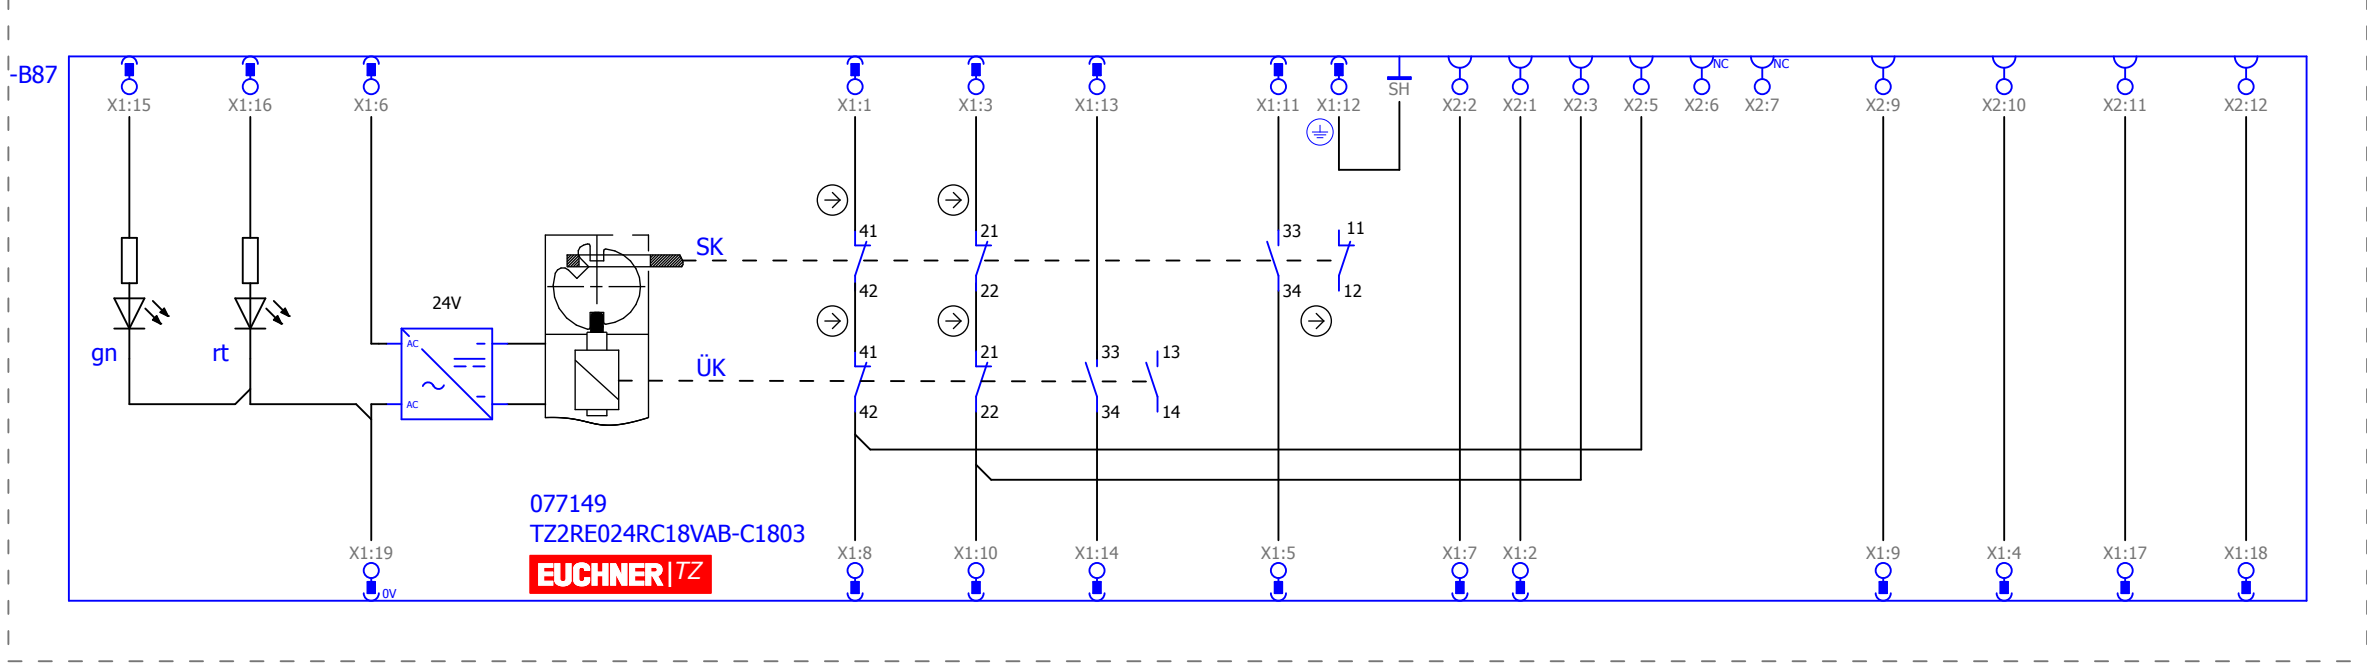 -B87
X1:15 X1:16 X1:6 X1:1 X1:3 X1:13 X1:11 X1:12 SH X2:2 X2:1 X2:3 X2:5 X2:6 NC X2:7 NC X2:9 X2:10 X2:11 X2:12
41 21 33 11
SK
42 22 34 12
24V
gn rt
AC
AC
41 21 33 13
ÜK
42 22 34 14
077149
TZ2RE024RC18VAB-C1803
EUCHNER|TZ
X1:19 X1:8 X1:10 X1:14 X1:5 X1:7 X1:2 X1:9 X1:4 X1:17 X1:18
0V